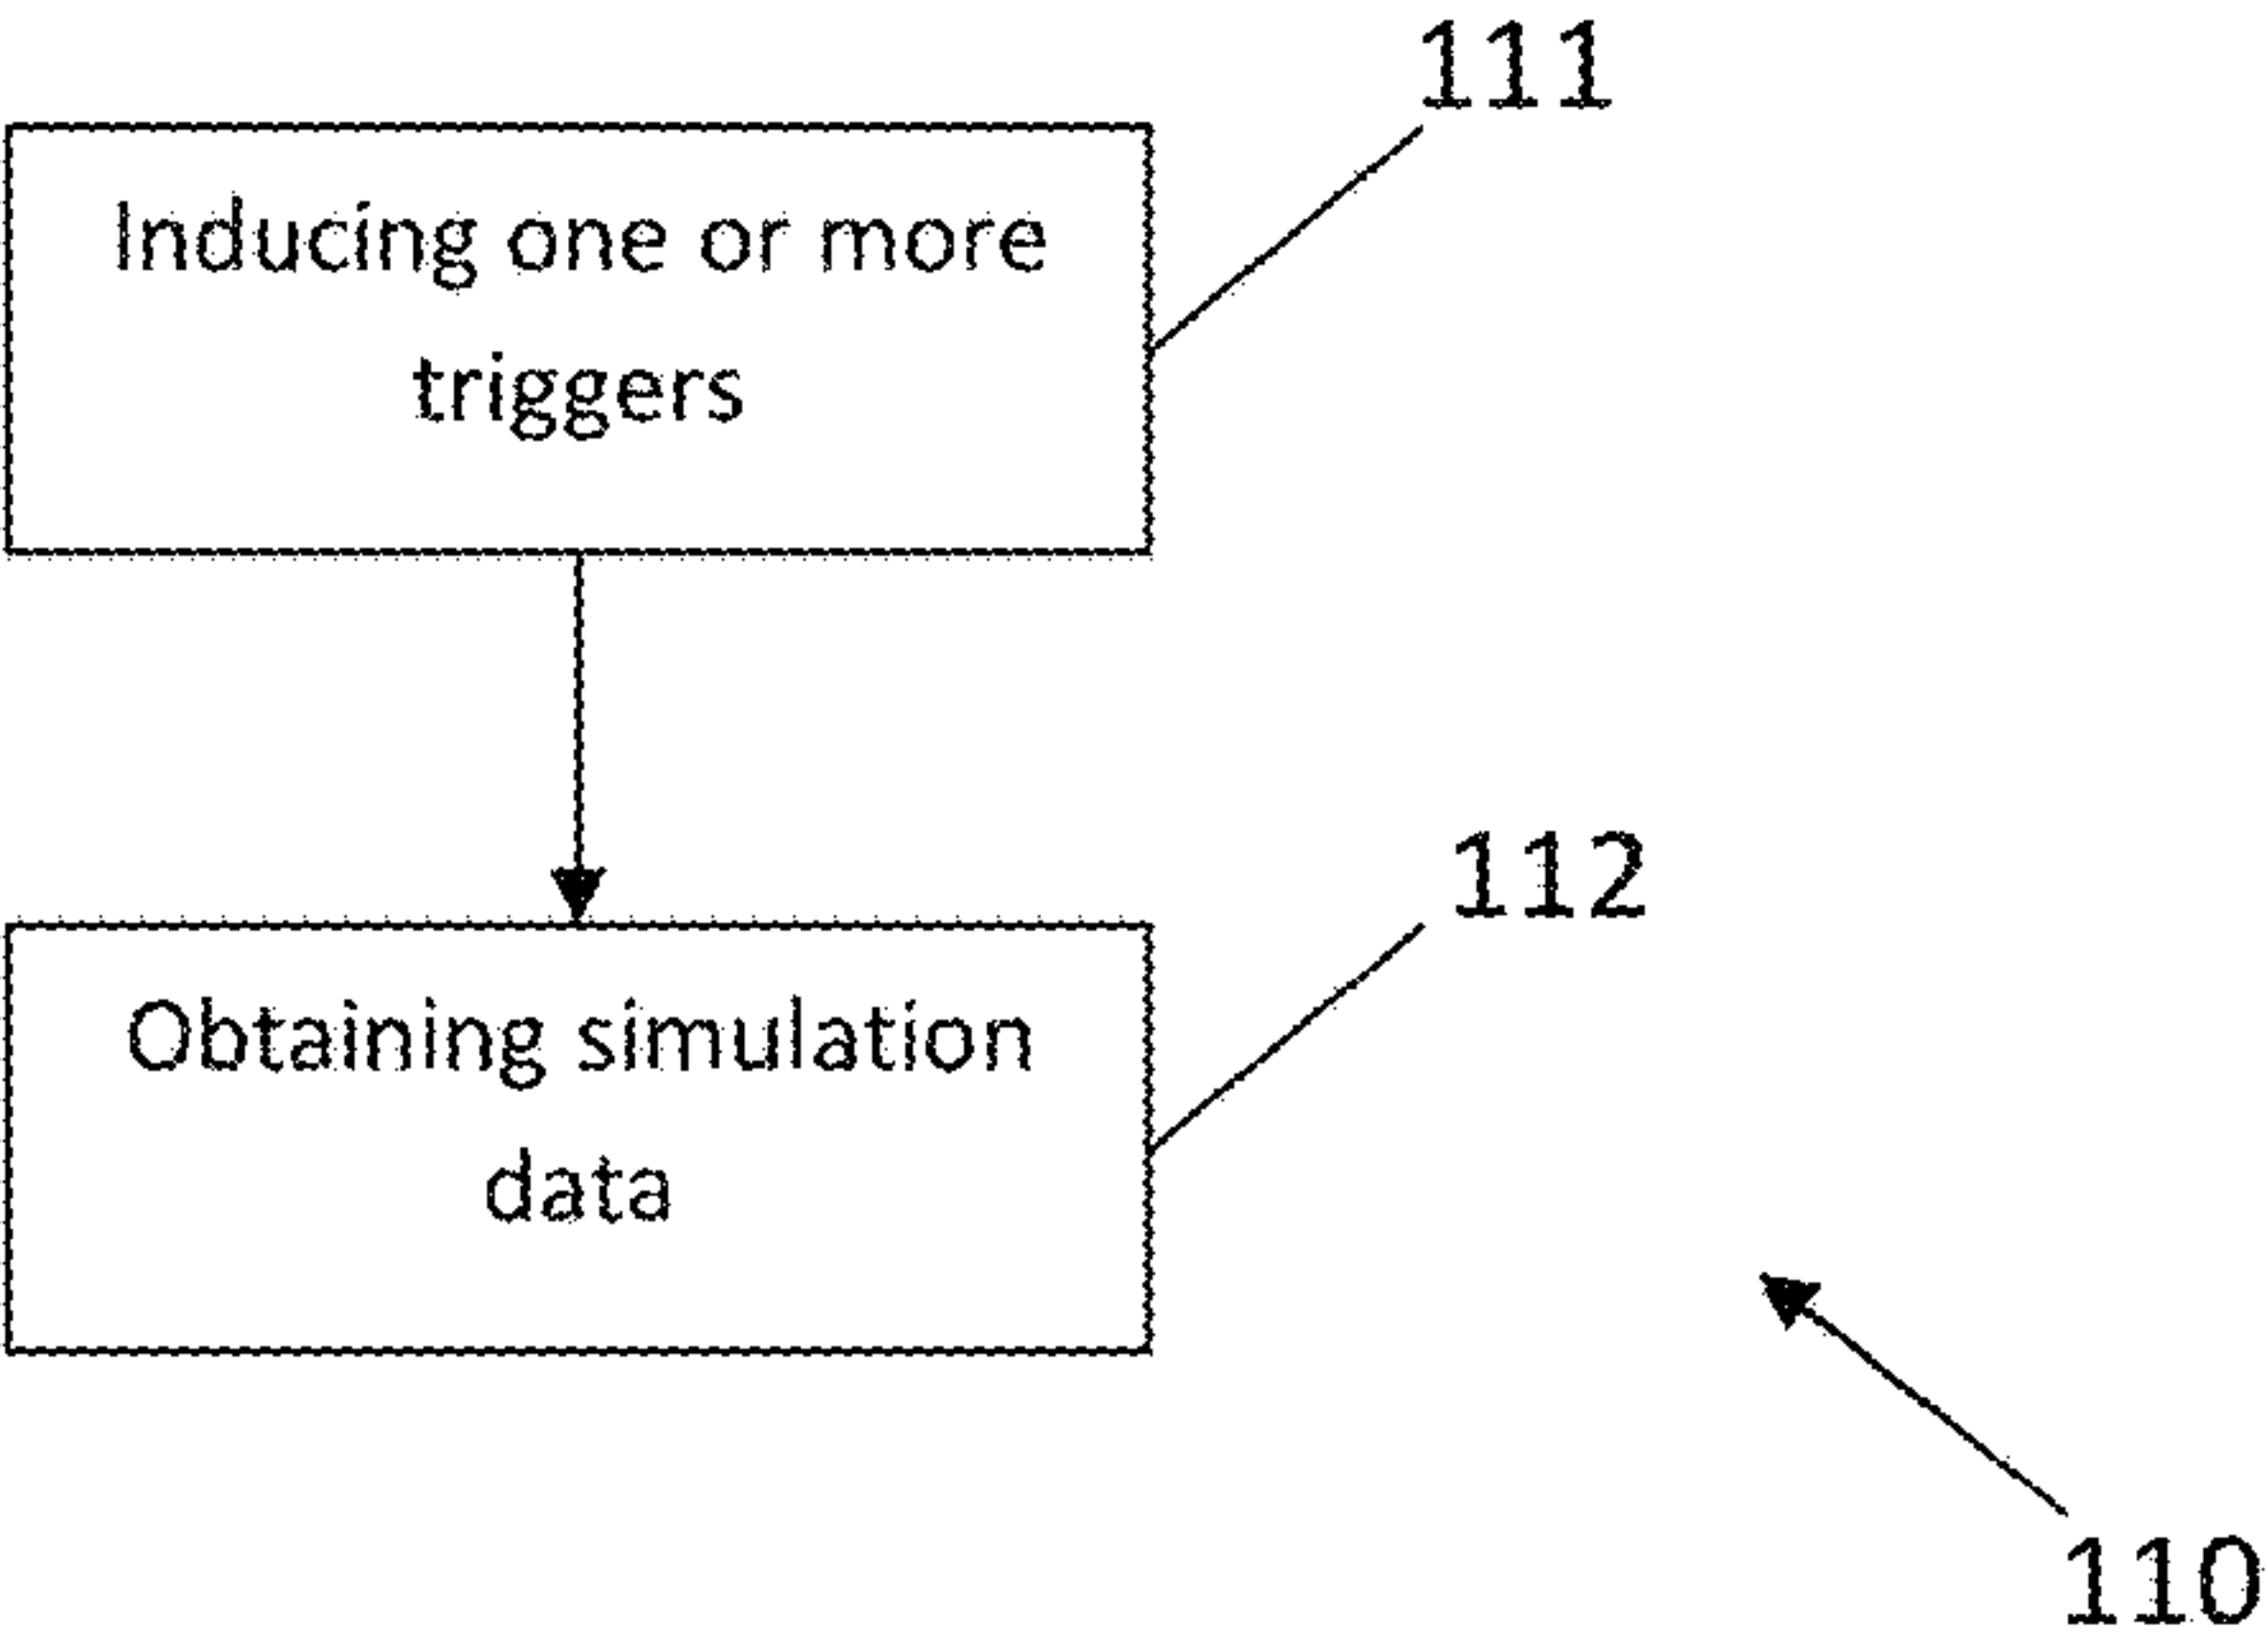 111
Inducing one or more
triggers
112
Obtaining simulation
data
110